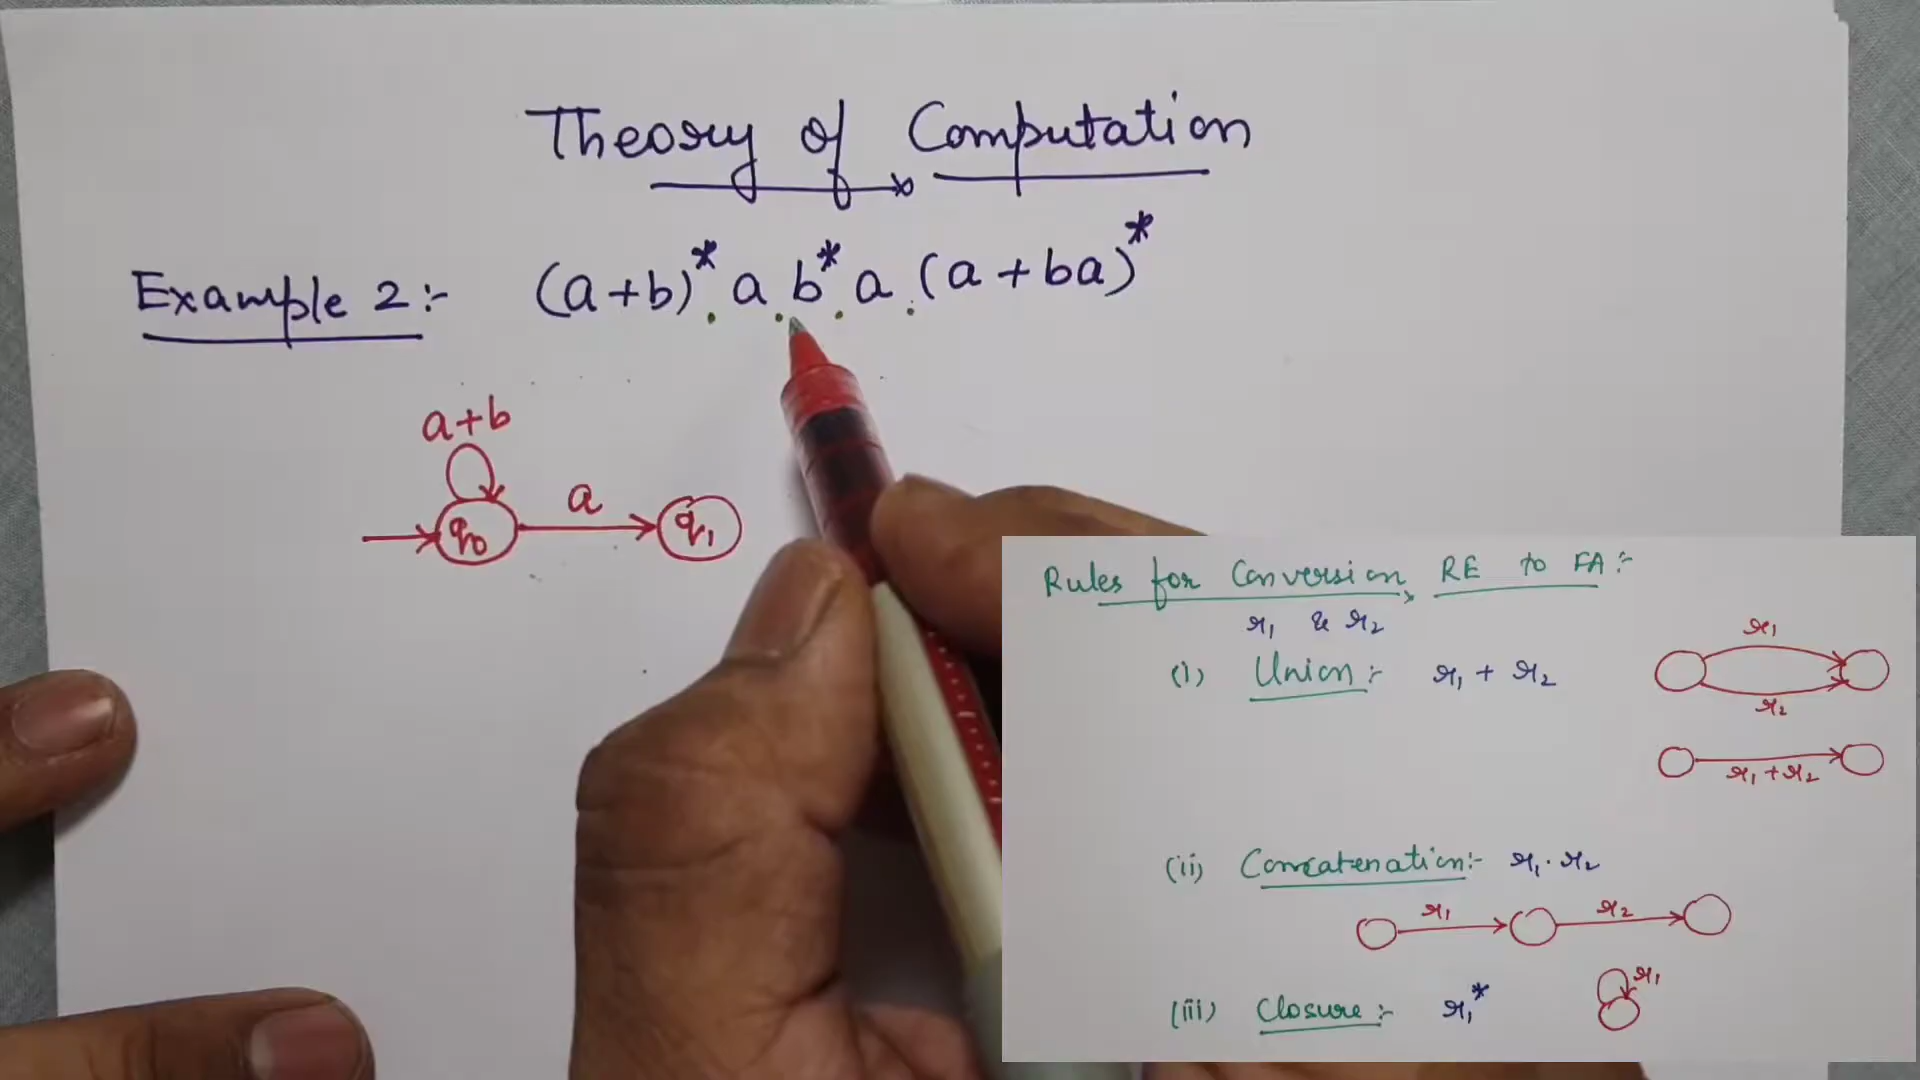 Theory of Computation
Example 2:- (a+b)* . a . b* . a . (a + ba)*
a+b
a
q0 q1
Rules for Conversion, RE to FA:-
r1 & r2
(i) Union:- r1 + r2
r1
r2
r1+r2
(ii) Concatenation:- r1 . r2
r1 r2
(iii) Closure:- r1*
r1